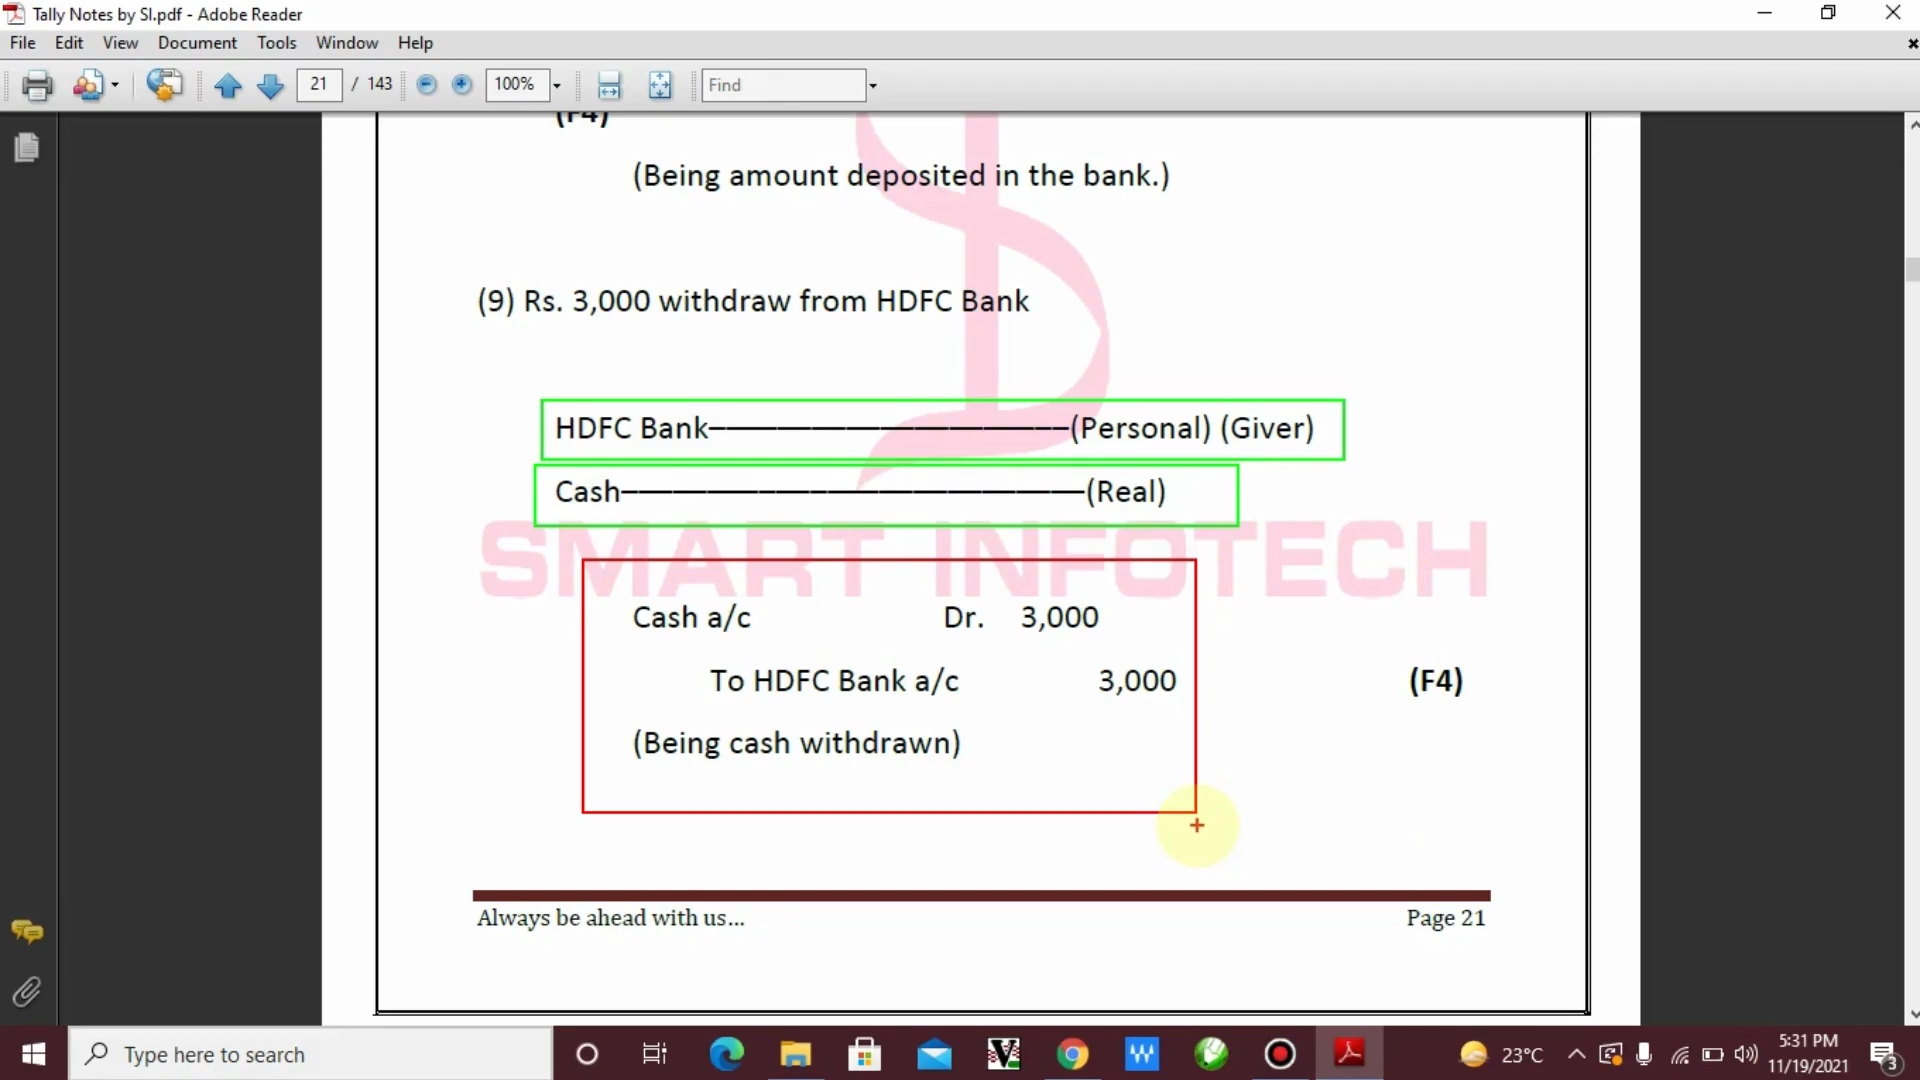 Tally Notes by SI.pdf - Adobe Reader
File Edit View Document Tools Window Help
21 / 143 100% Find
(F4)
(Being amount deposited in the bank.)
(9) Rs. 3,000 withdraw from HDFC Bank
HDFC Bank————————————(Personal) (Giver)
Cash———————————————(Real)
SMART INFOTECH
Cash a/c Dr. 3,000
To HDFC Bank a/c 3,000 (F4)
(Being cash withdrawn)
Always be ahead with us... Page 21
Type here to search 23°C 5:31 PM
11/19/2021 3